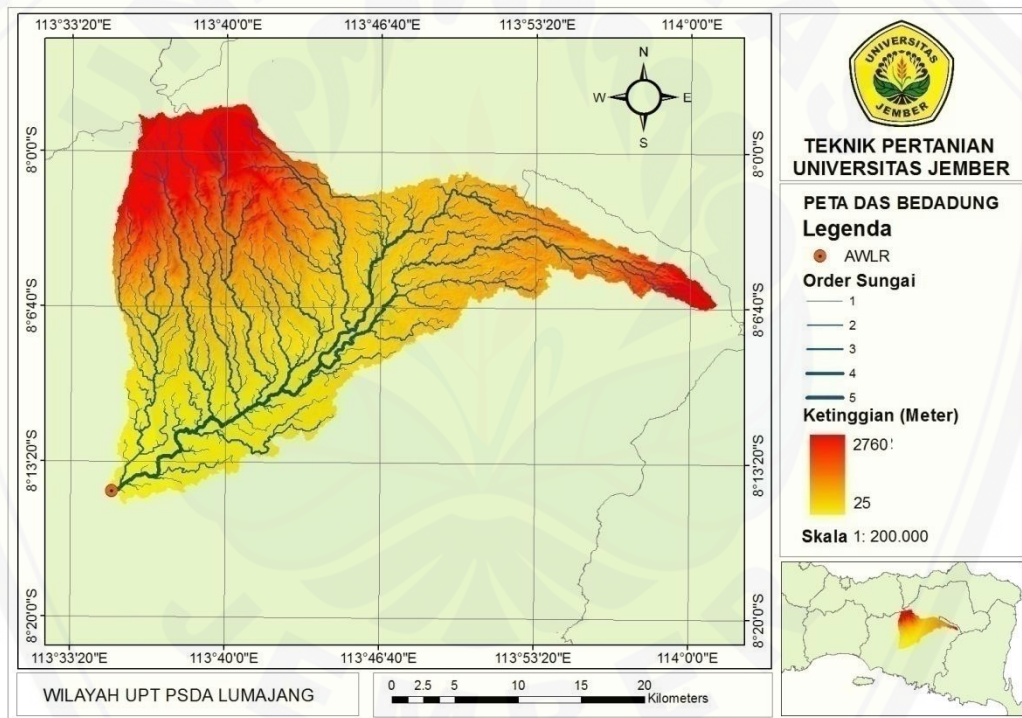 113°33'20"E 113°40'0"E 113°46'40"E 113°53'20"E 114°0'0"E
N
W E
S
8°0'0"S 8°0'0"S
8°6'40"S 8°6'40"S
8°13'20"S 8°13'20"S
8°20'0"S 8°20'0"S
113°33'20"E 113°40'0"E 113°46'40"E 113°53'20"E 114°0'0"E
WILAYAH UPT PSDA LUMAJANG
0 2.5 5 10 15 20
Kilometers
UNIVERSITAS
JEMBER
TEKNIK PERTANIAN
UNIVERSITAS JEMBER
PETA DAS BEDADUNG
Legenda
AWLR
Order Sungai
1
2
3
4
5
Ketinggian (Meter)
2760
25
Skala 1: 200.000